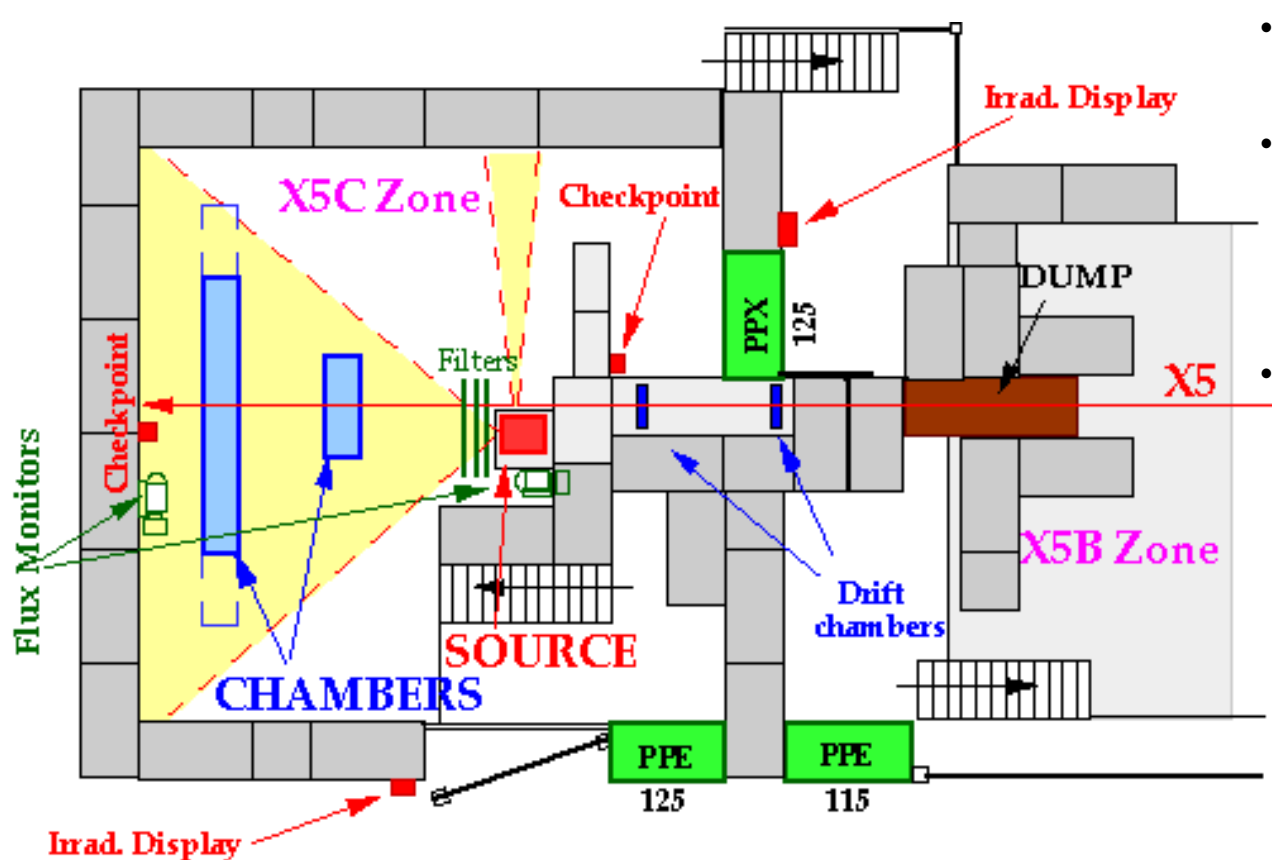 Irrad. Display
X5C Zone
Checkpoint
DUMP
PPX
125
Filters
X5
Checkpoint
Flux Monitors
X5B Zone
Drift
chambers
SOURCE
CHAMBERS
PPE
PPE
125
115
Irrad. Display